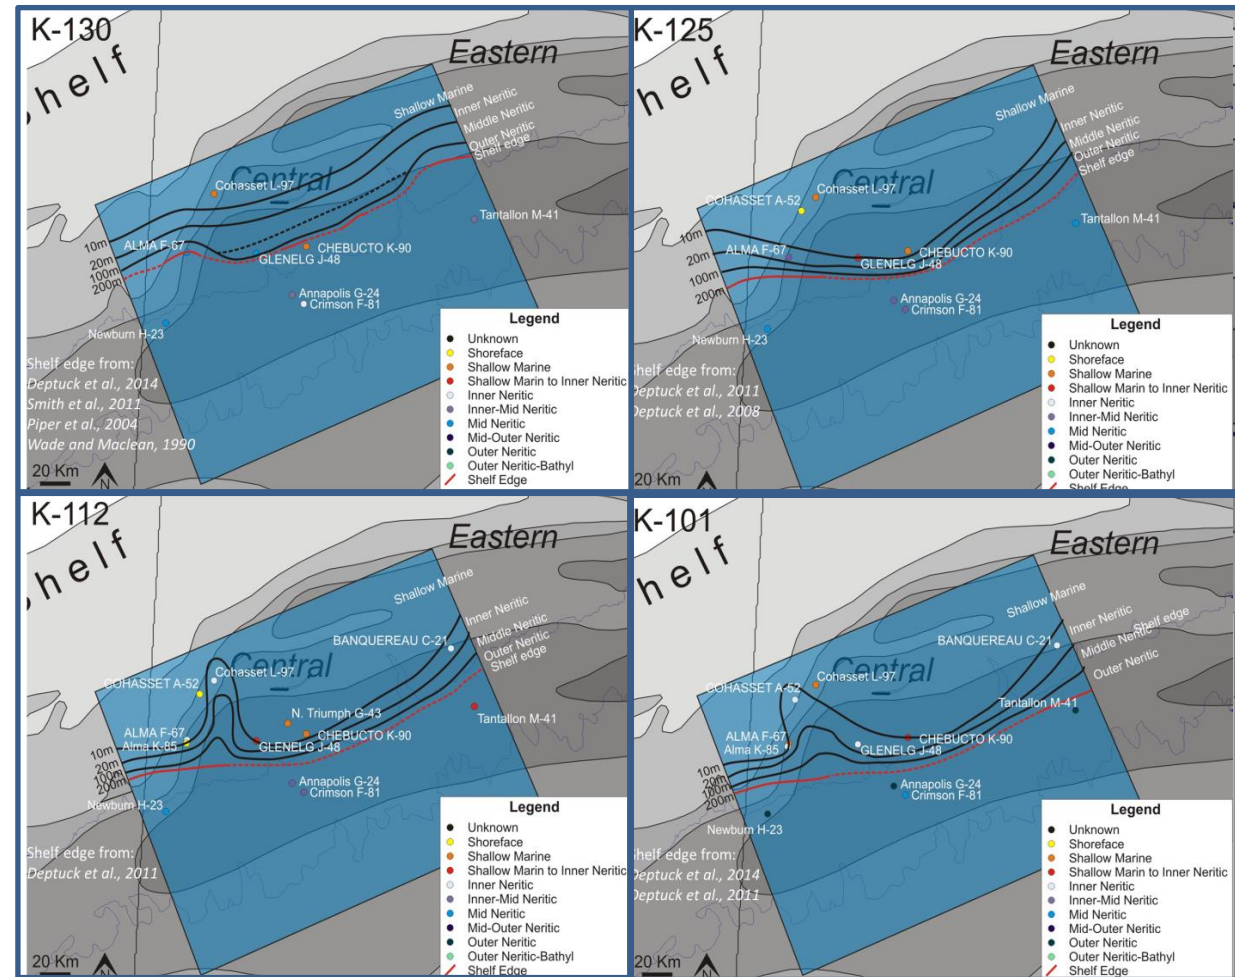 K-130
Shelf
Eastern
Shallow Marine
Inner Neritic
Middle Neritic
Outer Neritic
Shelf edge
Central
Cohasset L-97
Tantallon M-41
10m
20m
100m
200m
ALMA F-67
CHEBUCTO K-90
GLENELG J-48
Annapolis G-24
Crimson F-81
Newburn H-23
Shelf edge from:
Deptuck et al., 2014
Smith et al., 2011
Piper et al., 2004
Wade and Maclean, 1990
20 Km
N
Legend
Unknown
Shoreface
Shallow Marine
Shallow Marin to Inner Neritic
Inner Neritic
Inner-Mid Neritic
Mid Neritic
Mid-Outer Neritic
Outer Neritic
Outer Neritic-Bathyl
Shelf Edge
K-125
helf
Eastern
Shallow Marine
Inner Neritic
Middle Neritic
Outer Neritic
Shelf edge
Central
COHASSET A-52
Cohasset L-97
Tantallon M-41
10m
20m
100m
200m
ALMA F-67
CHEBUCTO K-90
GLENELG J-48
Annapolis G-24
Crimson F-81
Newburn H-23
Shelf edge from:
Deptuck et al., 2011
Deptuck et al., 2008
20 Km
N
Legend
Unknown
Shoreface
Shallow Marine
Shallow Marin to Inner Neritic
Inner Neritic
Inner-Mid Neritic
Mid Neritic
Mid-Outer Neritic
Outer Neritic
Outer Neritic-Bathyl
Shelf Edge
K-112
Shelf
Eastern
Shallow Marine
Inner Neritic
Middle Neritic
Outer Neritic
Shelf edge
BANQUEREAU C-21
Central
Cohasset L-97
COHASSET A-52
N. Triumph G-43
Tantallon M-41
ALMA F-67
Alma K-85
CHEBUCTO K-90
GLENELG J-48
10m
20m
100m
200m
Annapolis G-24
Crimson F-81
Newburn H-23
Shelf edge from:
Deptuck et al., 2011
20 Km
N
Legend
Unknown
Shoreface
Shallow Marine
Shallow Marin to Inner Neritic
Inner Neritic
Inner-Mid Neritic
Mid Neritic
Mid-Outer Neritic
Outer Neritic
Outer Neritic-Bathyl
Shelf Edge
K-101
helf
Eastern
Shallow Marine
Inner Neritic
Middle Neritic
Shelf edge
Outer Neritic
BANQUEREAU C-21
Central
Cohasset L-97
COHASSET A-52
Tantallon M-41
ALMA F-67
Alma K-85
CHEBUCTO K-90
GLENELG J-48
10m
20m
100m
200m
Annapolis G-24
Crimson F-81
Newburn H-23
Shelf edge from:
Deptuck et al., 2014
Deptuck et al., 2011
20 Km
N
Legend
Unknown
Shoreface
Shallow Marine
Shallow Marin to Inner Neritic
Inner Neritic
Inner-Mid Neritic
Mid Neritic
Mid-Outer Neritic
Outer Neritic
Outer Neritic-Bathyl
Shelf Edge